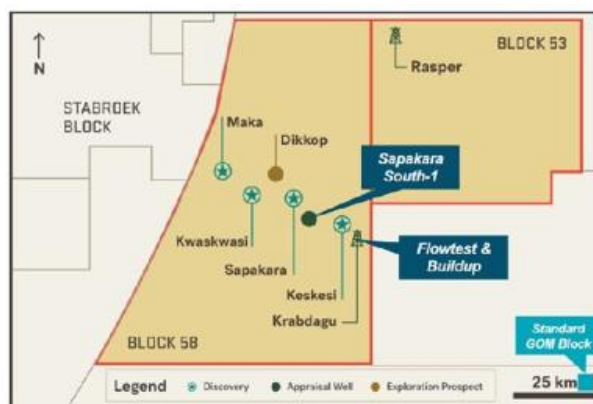 N
STABROEK
BLOCK
Maka
Dikkop
Kwaskwasi
Sapakara
Keskesi
Krabdagu
BLOCK 58
Rasper
BLOCK 53
Sapakara
South-1
Flowtest &
Buildup
Standard
GOM Block
25 km
Legend
Discovery
Appraisal Well
Exploration Prospect